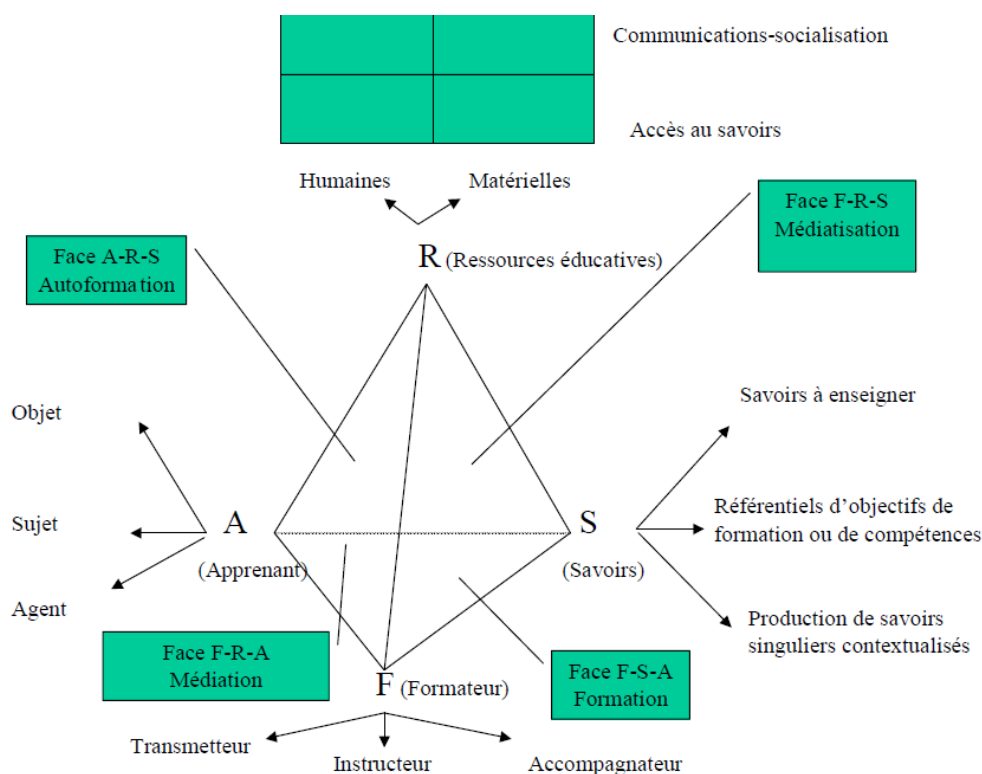 Communications-socialisation
Accès au savoirs
Humaines
Matérielles
Face F-R-S
Médiatisation
Face A-R-S
Autoformation
R (Ressources éducatives)
Objet
Sujet
Agent
A
(Apprenant)
S
(Savoirs)
Savoirs à enseigner
Référentiels d’objectifs de
formation ou de compétences
Production de savoirs
singuliers contextualisés
Face F-R-A
Médiation
F (Formateur)
Face F-S-A
Formation
Transmetteur
Instructeur
Accompagnateur